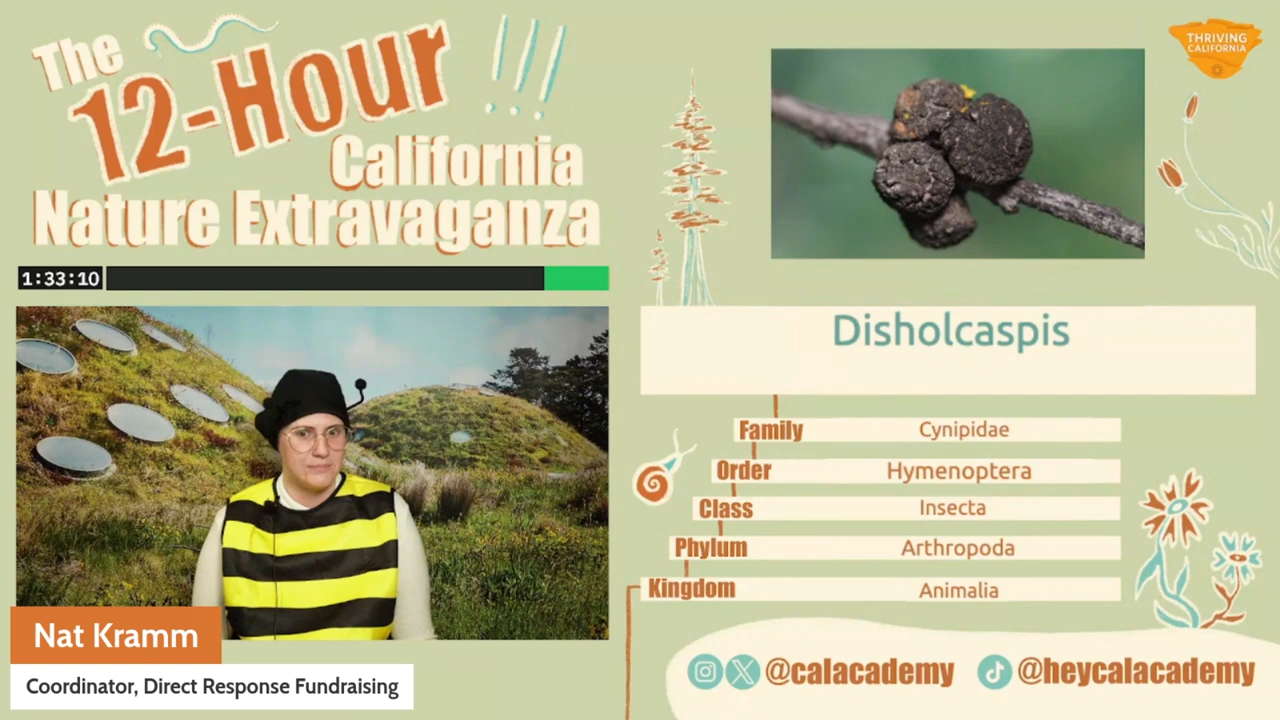 The
12-Hour !!!
California
Nature Extravaganza
1:33:10
THRIVING
CALIFORNIA
Disholcaspis
Family Cynipidae
Order Hymenoptera
Class Insecta
Phylum Arthropoda
Kingdom Animalia
Nat Kramm
Coordinator, Direct Response Fundraising
@calacademy @heycalacademy